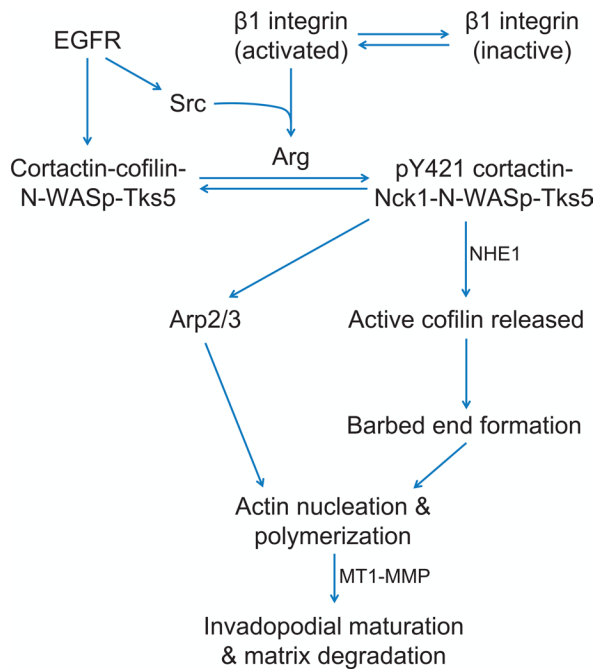 EGFR
β1 integrin
(activated)
β1 integrin
(inactive)
Src
Arg
Cortactin-cofilin-
N-WASp-Tks5
pY421 cortactin-
Nck1-N-WASp-Tks5
NHE1
Arp2/3
Active cofilin released
Barbed end formation
Actin nucleation &
polymerization
MT1-MMP
Invadopodial maturation
& matrix degradation